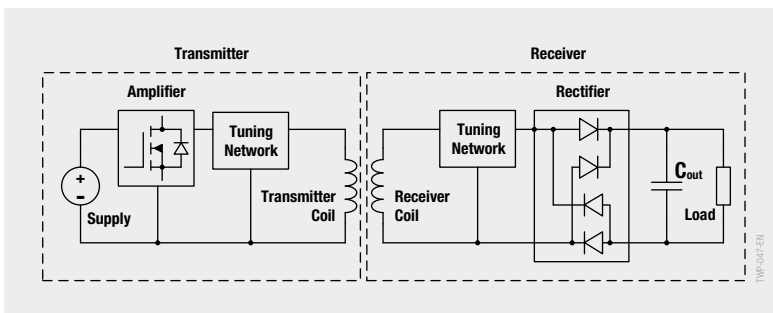 Transmitter
Receiver
Amplifier
Rectifier
Tuning
Network
Tuning
Network
+
-
Supply
Transmitter
Coil
Receiver
Coil
Cout
Load
TWP-047-EN